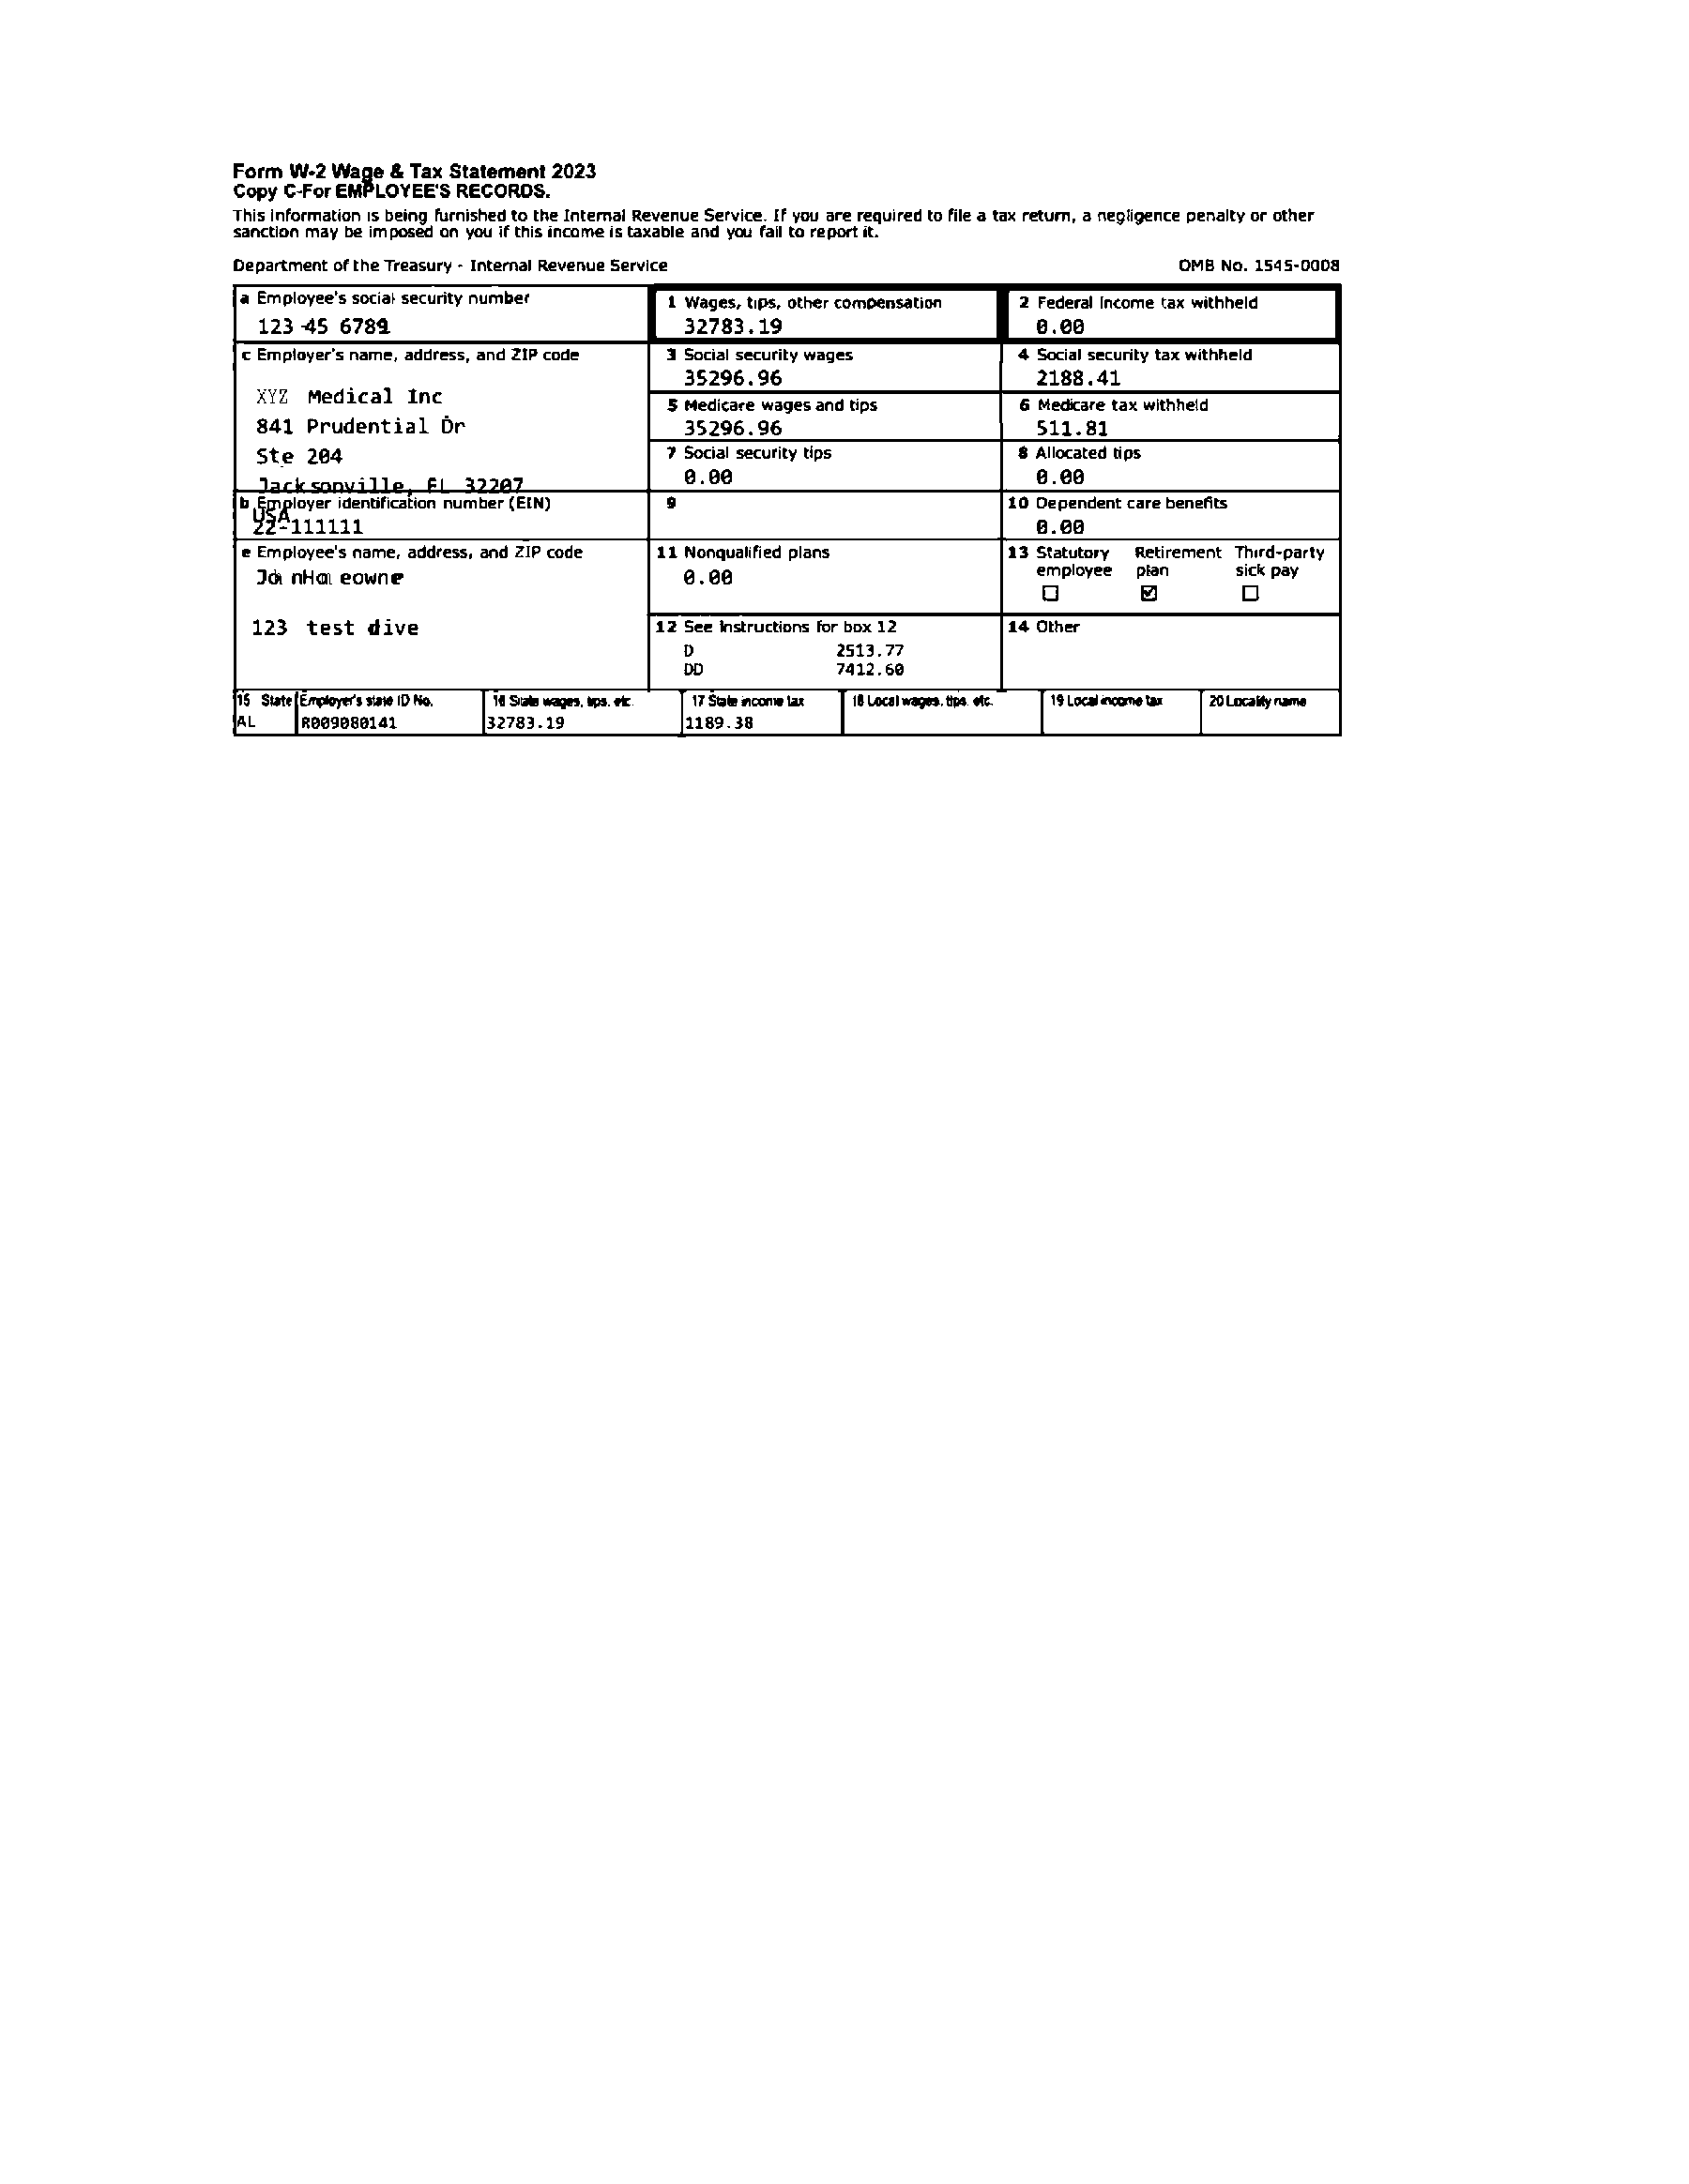 Form W-2 Wage & Tax Statement 2023
Copy C-For EMPLOYEE'S RECORDS.
This information is being furnished to the Internal Revenue Service. If you are required to file a tax return, a negligence penalty or other
sanction may be imposed on you if this income is taxable and you fail to report it.
Department of the Treasury - Internal Revenue Service OMB No. 1545-0008
a Employee's social security number
123-45 6789
1 Wages, tips, other compensation
32783.19
2 Federal income tax withheld
0.00
c Employer's name, address, and ZIP code
XYZ Medical Inc
841 Prudential Dr
Ste 204
Jacksonville, FL 32207
USA
3 Social security wages
35296.96
4 Social security tax withheld
2188.41
5 Medicare wages and tips
35296.96
6 Medicare tax withheld
511.81
7 Social security tips
0.00
8 Allocated tips
0.00
b Employer identification number (EIN)
22-111111
9
10 Dependent care benefits
0.00
e Employee's name, address, and ZIP code
123 test dive
11 Nonqualified plans
0.00
13 Statutory employee Retirement plan Third-party sick pay
12 See instructions for box 12
D 2513.77
DD 7412.60
14 Other
15 State Employer's state ID No. 16 State wages, tips, etc. 17 State income tax 18 Local wages, tips, etc. 19 Local income tax 20 Locality name
AL R009080141 32783.19 1189.38